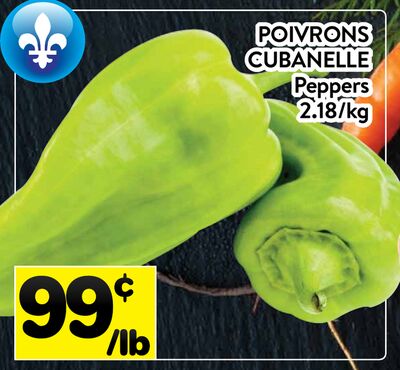 POIVRONS
CUBANELLE
Peppers
2.18/kg
99¢
/lb